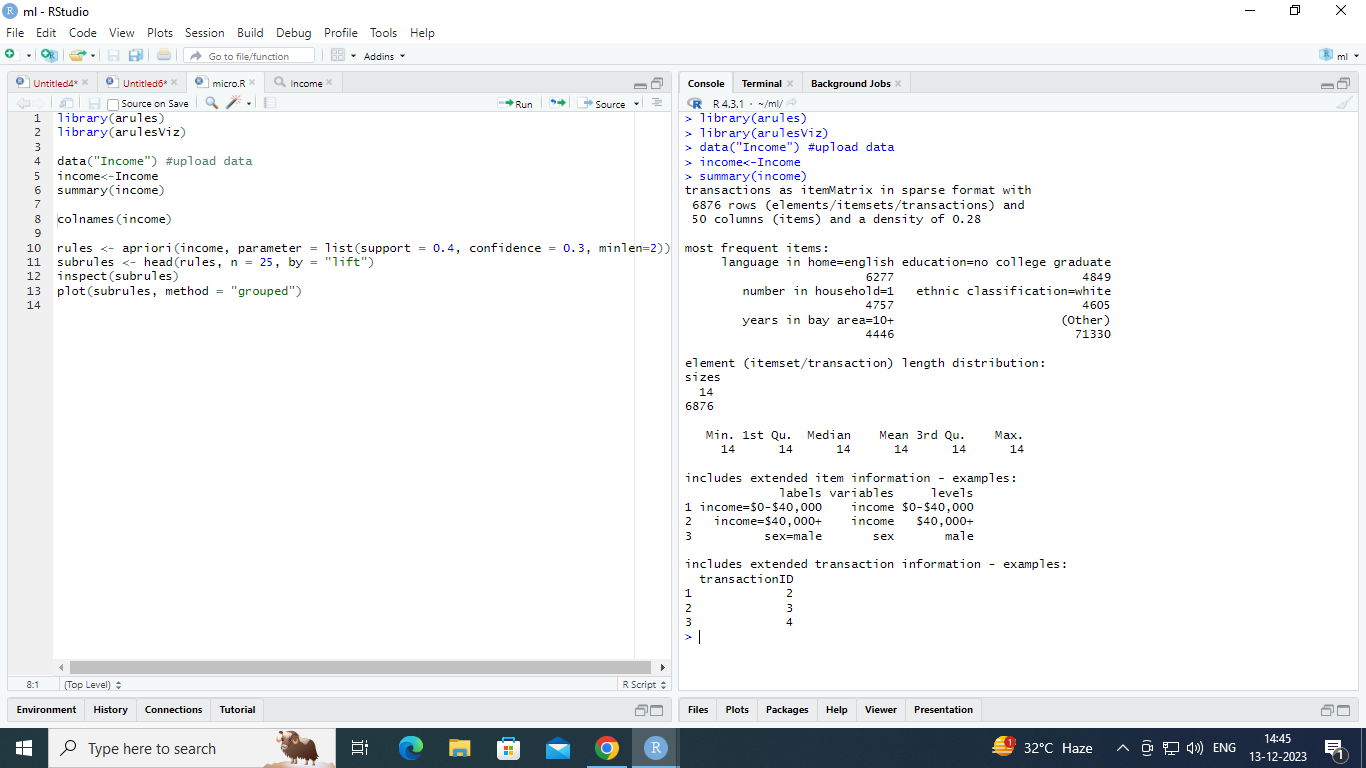 ml - RStudio
File Edit Code View Plots Session Build Debug Profile Tools Help
Go to file/function Addins ml
Untitled4* Untitled6* micro.R Income
Source on Save Run Source
1 library(arules)
2 library(arulesViz)
3
4 data("Income") #upload data
5 income<-Income
6 summary(income)
7
8 colnames(income)
9
10 rules <- apriori(income, parameter = list(support = 0.4, confidence = 0.3, minlen=2))
11 subrules <- head(rules, n = 25, by = "lift")
12 inspect(subrules)
13 plot(subrules, method = "grouped")
14
8:1 (Top Level) R Script
Environment History Connections Tutorial
Console Terminal Background Jobs
R 4.3.1 · ~/ml/
> library(arules)
> library(arulesViz)
> data("Income") #upload data
> income<-Income
> summary(income)
transactions as itemMatrix in sparse format with
6876 rows (elements/itemsets/transactions) and
50 columns (items) and a density of 0.28
most frequent items:
language in home=english education=no college graduate
6277 4849
number in household=1 ethnic classification=white
4757 4605
years in bay area=10+ (Other)
4446 71330
element (itemset/transaction) length distribution:
sizes
14
6876
Min. 1st Qu. Median Mean 3rd Qu. Max.
14 14 14 14 14 14
includes extended item information - examples:
labels variables levels
1 income=$0-$40,000 income $0-$40,000
2 income=$40,000+ income $40,000+
3 sex=male sex male
includes extended transaction information - examples:
transactionID
1 2
2 3
3 4
>
Files Plots Packages Help Viewer Presentation
Type here to search
R
1
32°C Haze
ENG
14:45
13-12-2023
1